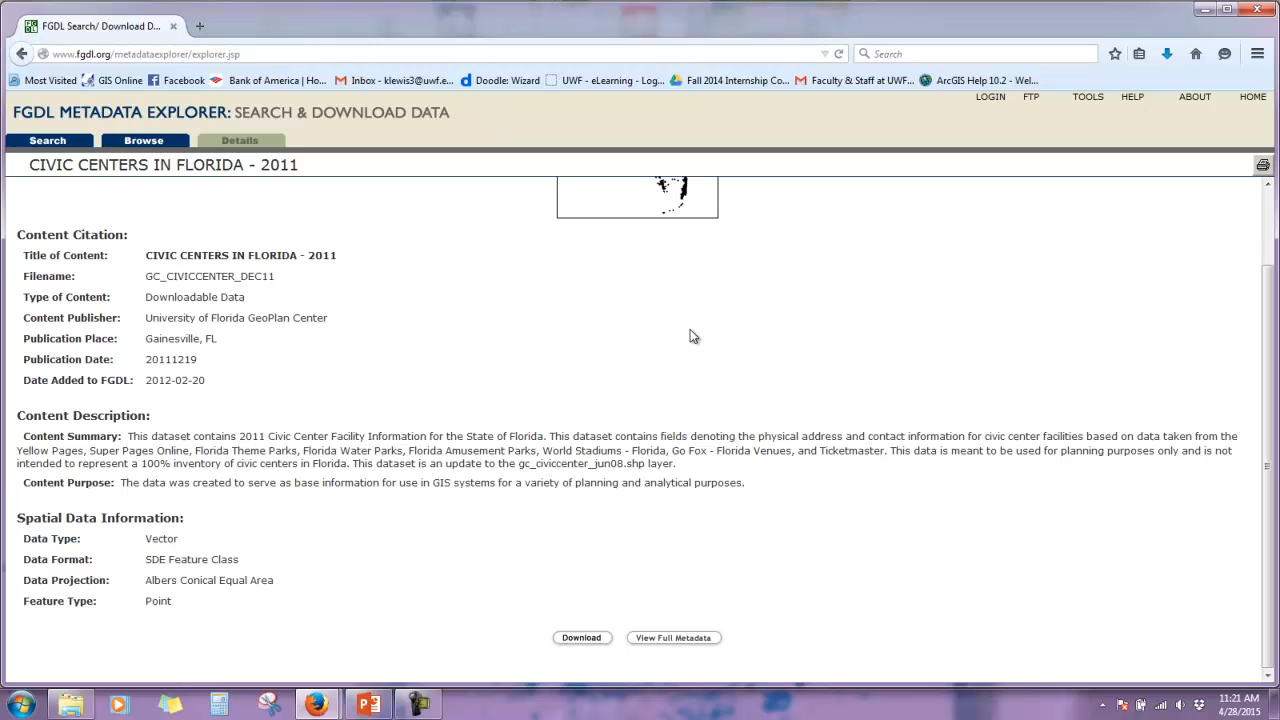 FGDL Search/ Download D...
www.fgdl.org/metadataexplorer/explorer.jsp
Search
Most Visited GIS Online Facebook Bank of America | Ho... Inbox - klewis3@uwf.e... Doodle: Wizard UWF - eLearning - Log... Fall 2014 Internship Co... Faculty & Staff at UWF... ArcGIS Help 10.2 - Wel...
LOGIN FTP TOOLS HELP ABOUT HOME
FGDL METADATA EXPLORER: SEARCH & DOWNLOAD DATA
Search Browse Details
CIVIC CENTERS IN FLORIDA - 2011
Content Citation:
Title of Content: CIVIC CENTERS IN FLORIDA - 2011
Filename: GC_CIVICCENTER_DEC11
Type of Content: Downloadable Data
Content Publisher: University of Florida GeoPlan Center
Publication Place: Gainesville, FL
Publication Date: 20111219
Date Added to FGDL: 2012-02-20
Content Description:
Content Summary: This dataset contains 2011 Civic Center Facility Information for the State of Florida. This dataset contains fields denoting the physical address and contact information for civic center facilities based on data taken from the
Yellow Pages, Super Pages Online, Florida Theme Parks, Florida Water Parks, Florida Amusement Parks, World Stadiums - Florida, Go Fox - Florida Venues, and Ticketmaster. This data is meant to be used for planning purposes only and is not
intended to represent a 100% inventory of civic centers in Florida. This dataset is an update to the gc_civiccenter_jun08.shp layer.
Content Purpose: The data was created to serve as base information for use in GIS systems for a variety of planning and analytical purposes.
Spatial Data Information:
Data Type: Vector
Data Format: SDE Feature Class
Data Projection: Albers Conical Equal Area
Feature Type: Point
Download View Full Metadata
11:21 AM
4/28/2015